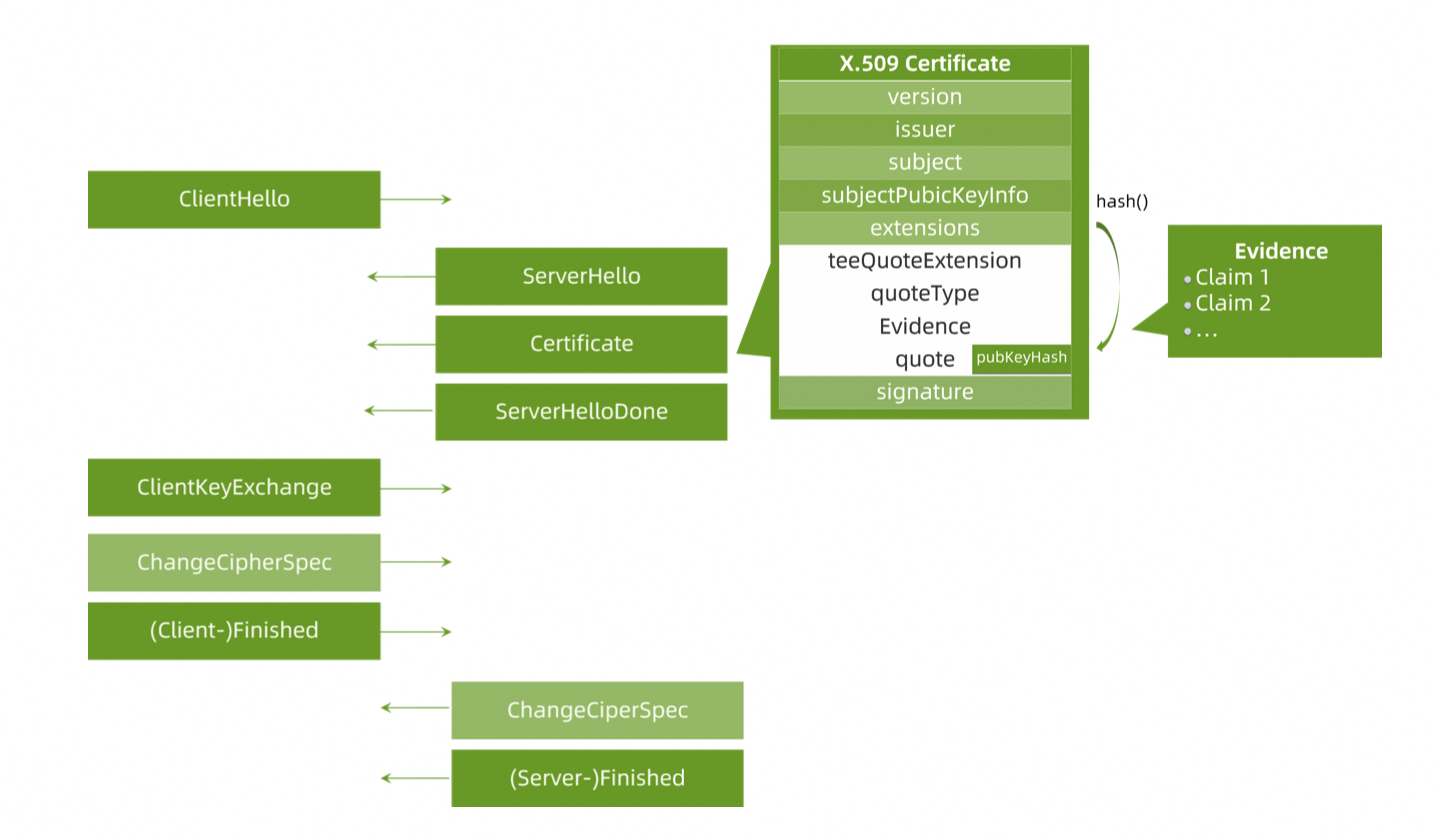 X.509 Certificate
version
issuer
subject
subjectPubicKeyInfo
extensions
teeQuoteExtension
quoteType
Evidence
quote
pubKeyHash
signature
hash()
Evidence
• Claim 1
• Claim 2
• ...
ClientHello
ServerHello
Certificate
ServerHelloDone
ClientKeyExchange
ChangeCipherSpec
(Client-)Finished
ChangeCiperSpec
(Server-)Finished